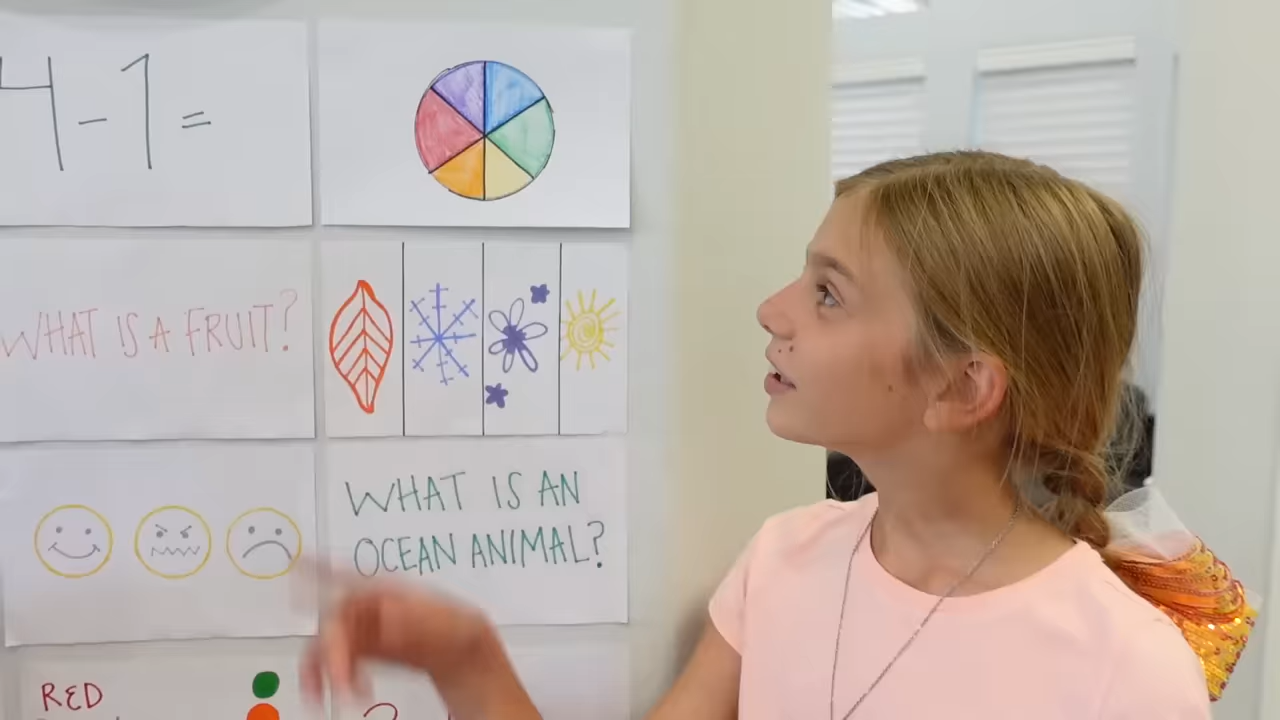 4 - 1 =
WHAT IS A FRUIT?
WHAT IS AN
OCEAN ANIMAL?
RED